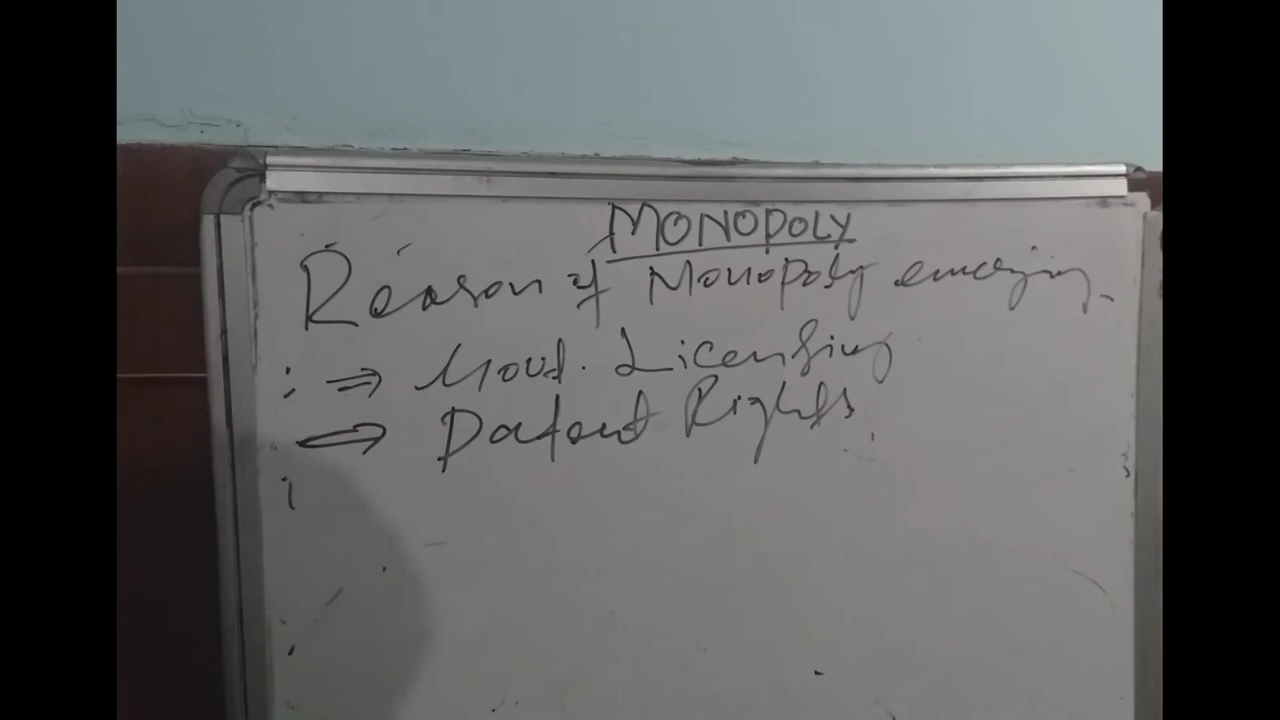 MONOPOLY
Reason of Monopoly emerging
⇒ Govt. Licensing
⇒ Patent Rights